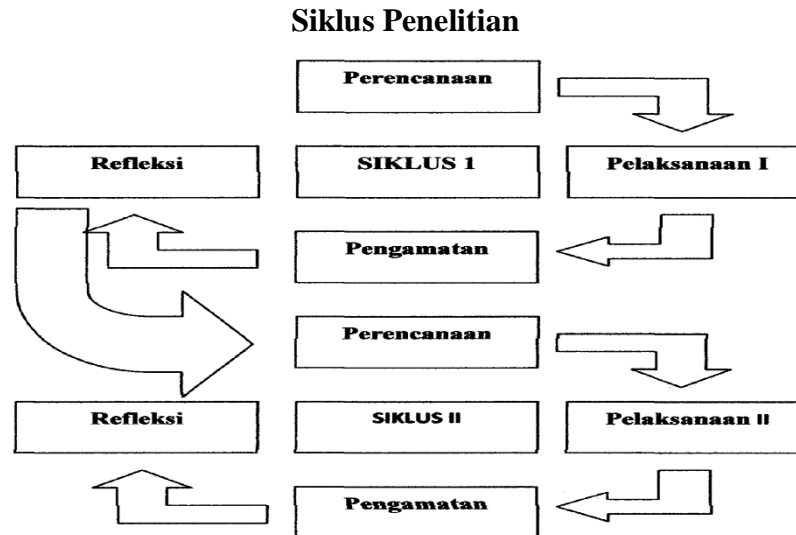 Siklus Penelitian
Perencanaan
Refleksi
SIKLUS 1
Pelaksanaan I
Pengamatan
Perencanaan
Refleksi
SIKLUS II
Pelaksanaan II
Pengamatan